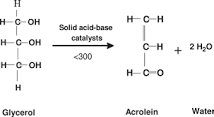 H
H OH
Solid acid-base
catalysts
<300
H OH
H OH
H
H H
C H
H C O
+ 2 H2O
Glycerol Acrolein Water